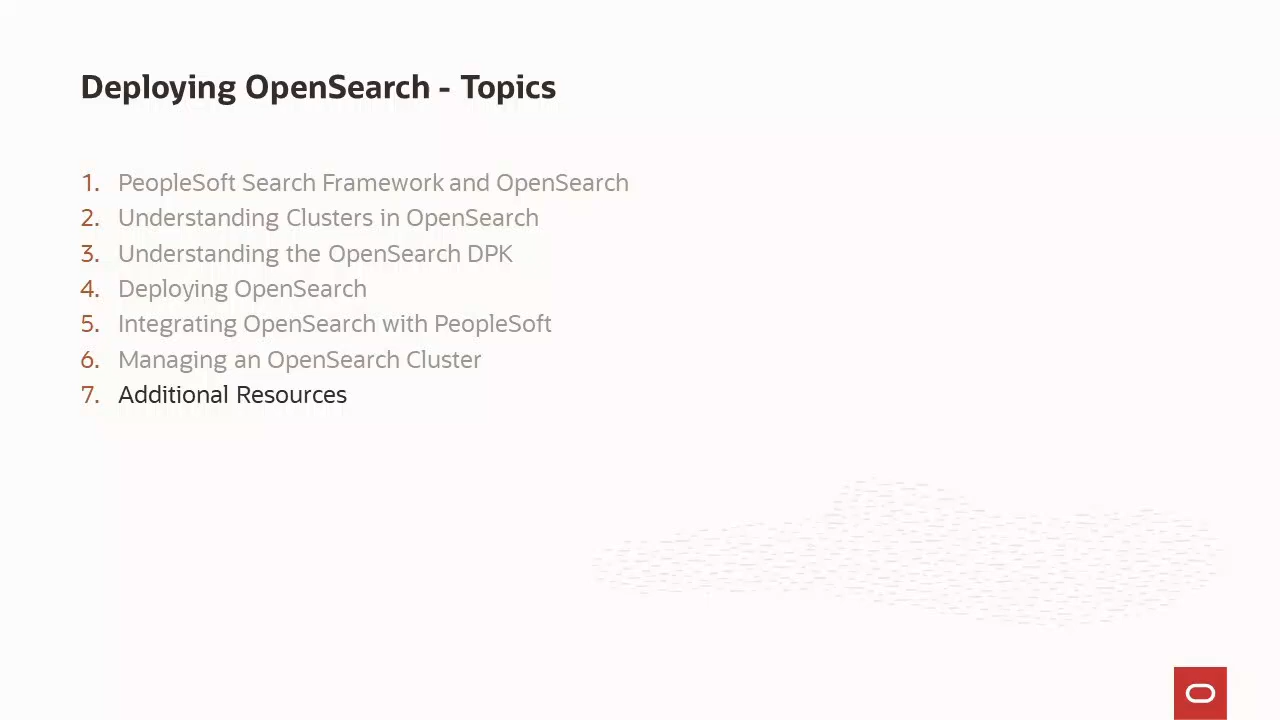 Deploying OpenSearch - Topics
1. PeopleSoft Search Framework and OpenSearch
2. Understanding Clusters in OpenSearch
3. Understanding the OpenSearch DPK
4. Deploying OpenSearch
5. Integrating OpenSearch with PeopleSoft
6. Managing an OpenSearch Cluster
7. Additional Resources